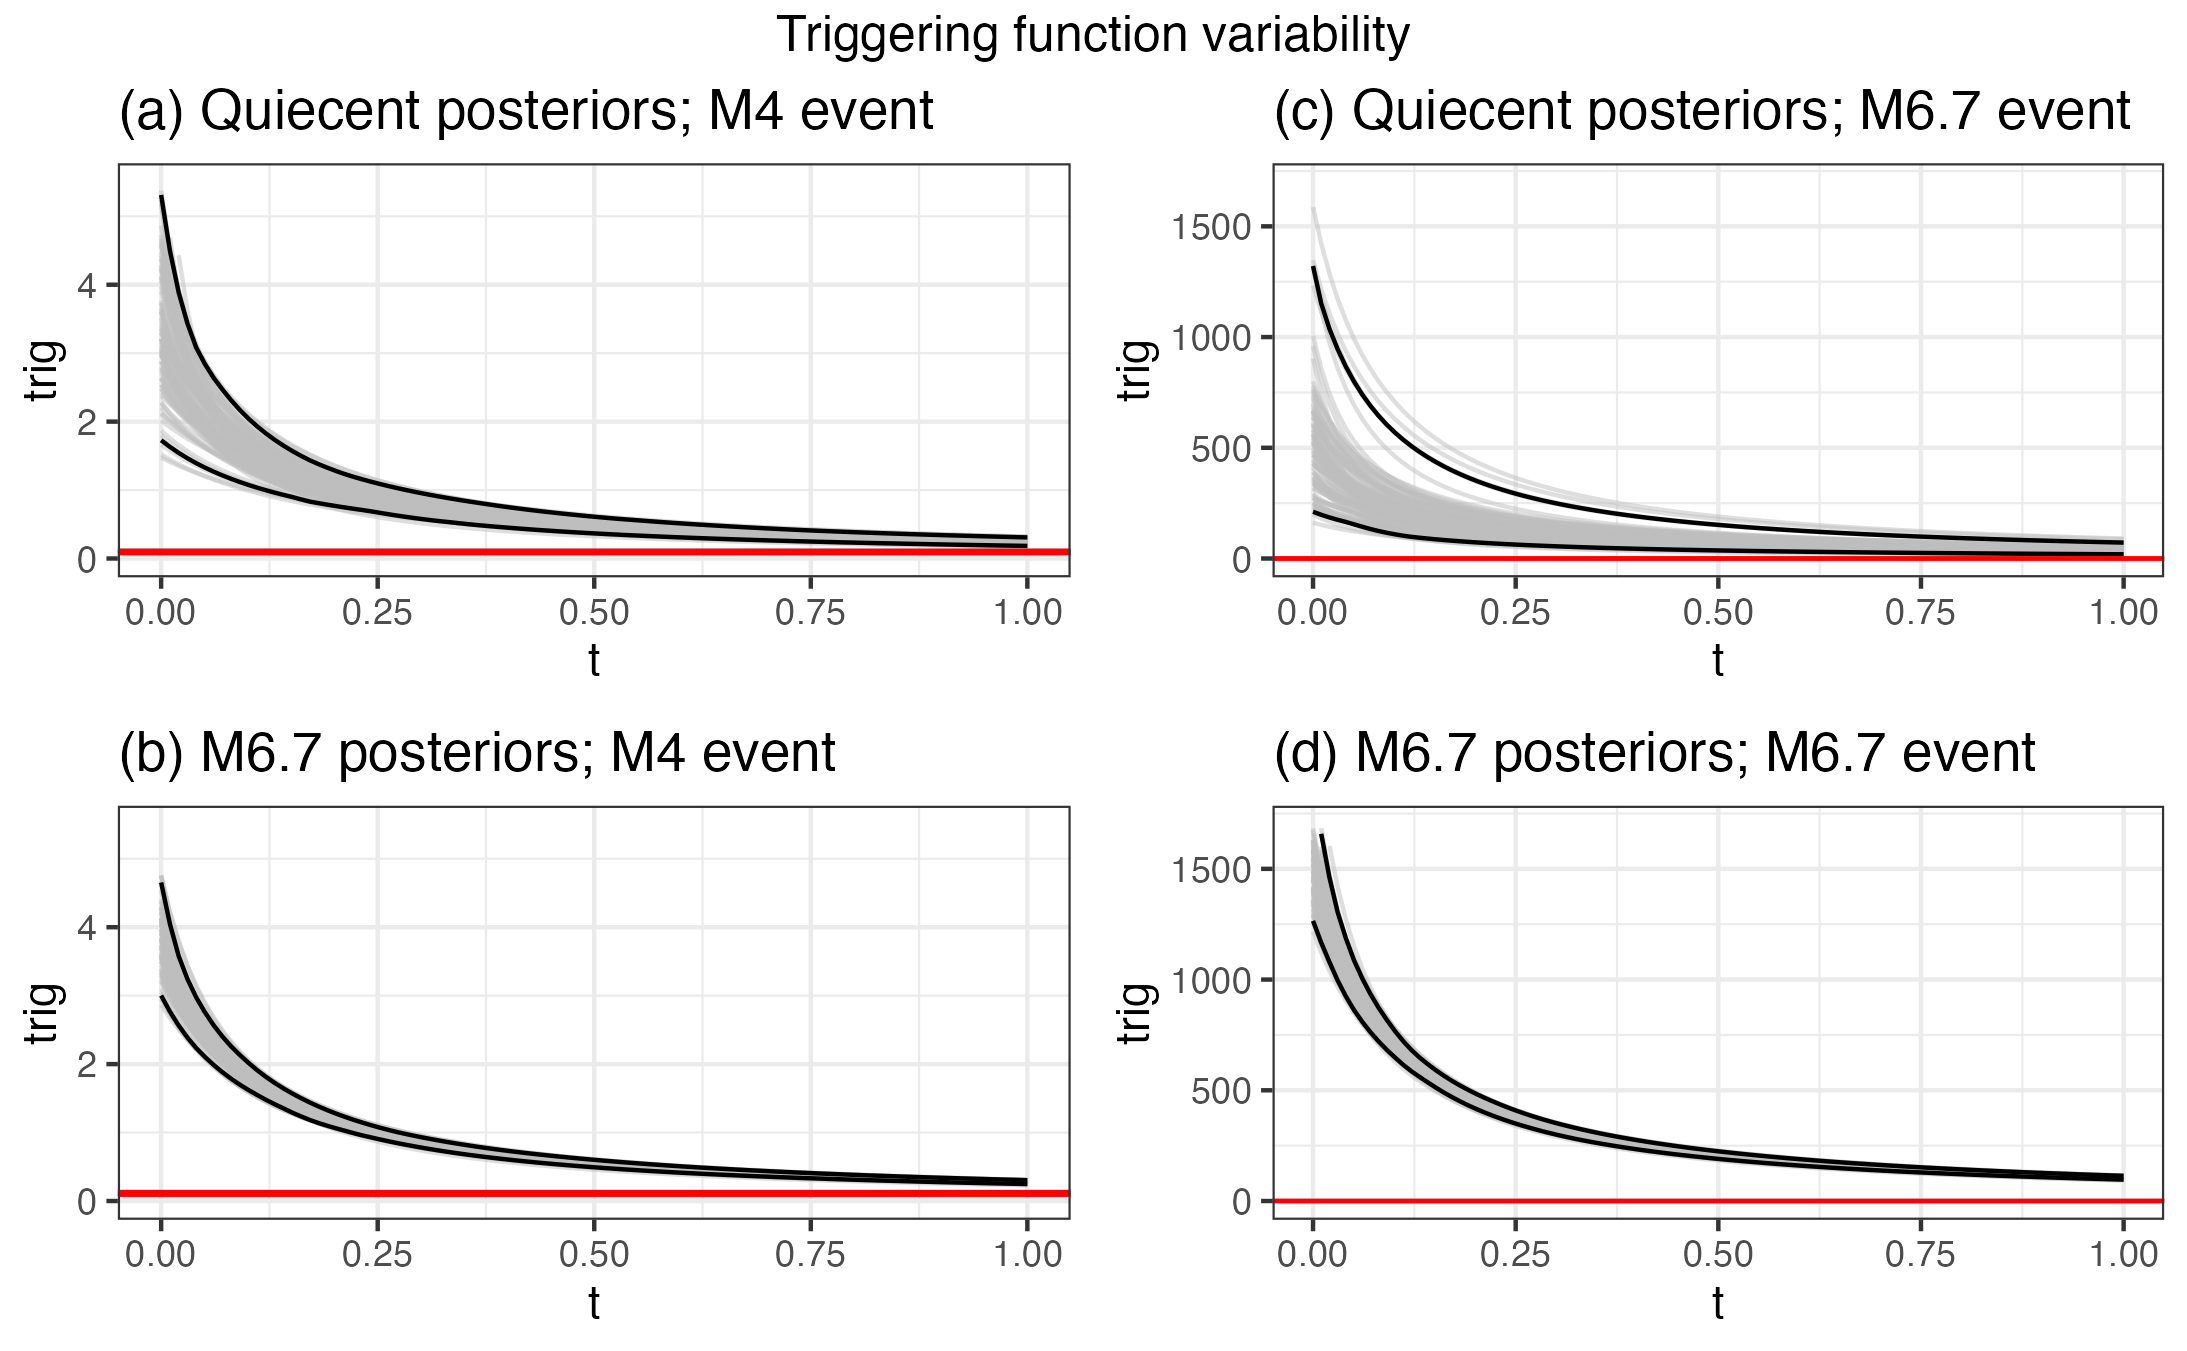 Triggering function variability
(a) Quiecent posteriors; M4 event
trig
4
2
0
0.00 0.25 0.50 0.75 1.00
t
(c) Quiecent posteriors; M6.7 event
trig
1500
1000
500
0
0.00 0.25 0.50 0.75 1.00
t
(b) M6.7 posteriors; M4 event
trig
4
2
0
0.00 0.25 0.50 0.75 1.00
t
(d) M6.7 posteriors; M6.7 event
trig
1500
1000
500
0
0.00 0.25 0.50 0.75 1.00
t